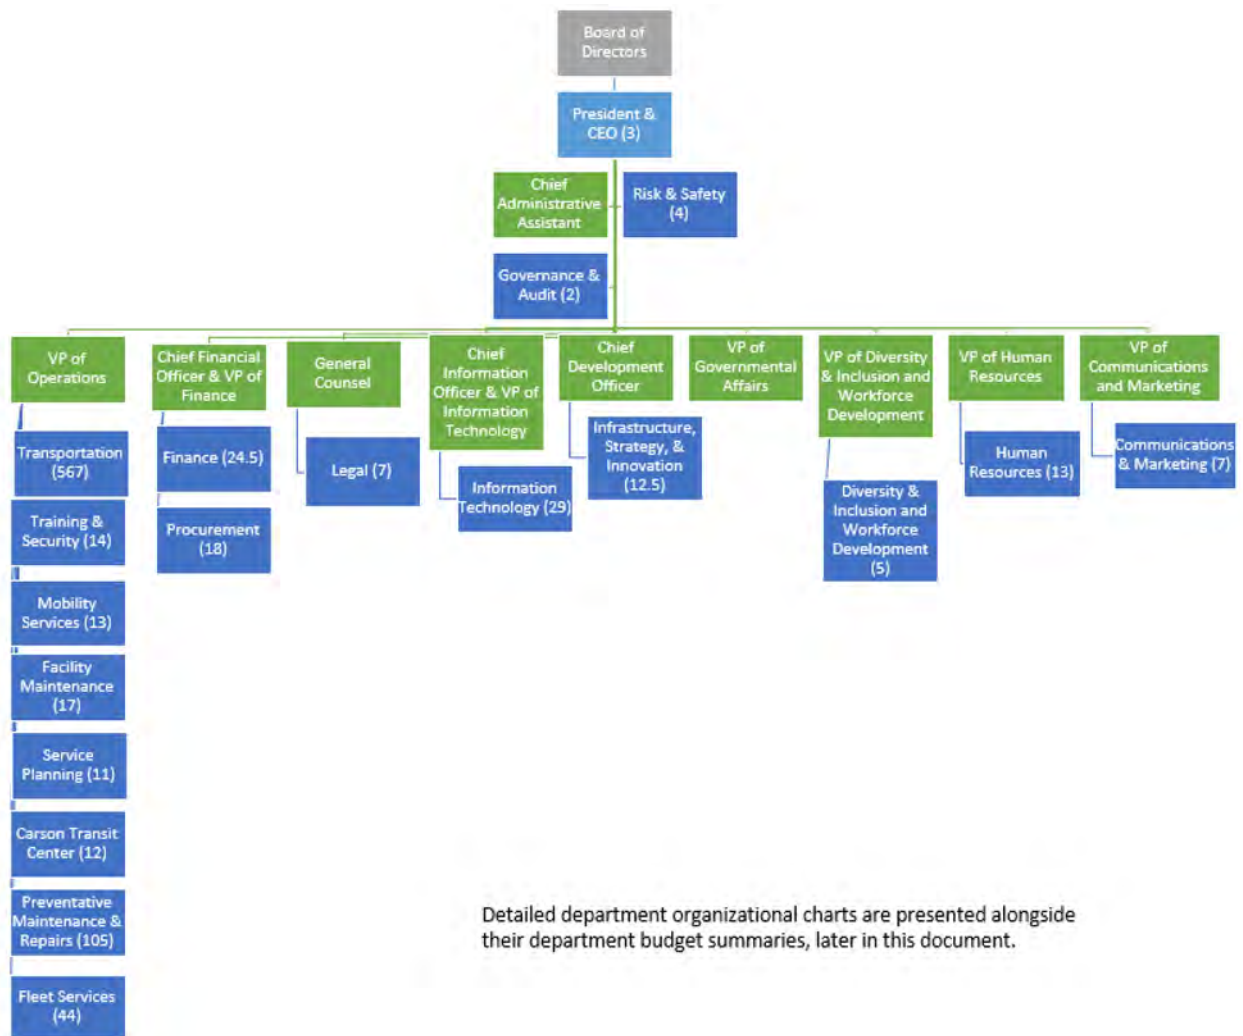 Board of
Directors
President &
CEO (3)
Chief
Administrative
Assistant
Risk & Safety
(4)
Governance &
Audit (2)
VP of
Operations
Transportation
(567)
Training &
Security (14)
Mobility
Services (13)
Facility
Maintenance
(17)
Service
Planning (11)
Carson Transit
Center (12)
Preventative
Maintenance &
Repairs (105)
Fleet Services
(44)
Chief Financial
Officer & VP of
Finance
Finance (24.5)
Procurement
(18)
General
Counsel
Legal (7)
Chief
Information
Officer & VP of
Information
Technology
Information
Technology (29)
Chief
Development
Officer
Infrastructure,
Strategy, &
Innovation
(12.5)
VP of
Governmental
Affairs
VP of Diversity
& Inclusion and
Workforce
Development
Diversity &
Inclusion and
Workforce
Development
(5)
VP of Human
Resources
Human
Resources (13)
VP of
Communications
and Marketing
Communications
& Marketing (7)
Detailed department organizational charts are presented alongside
their department budget summaries, later in this document.